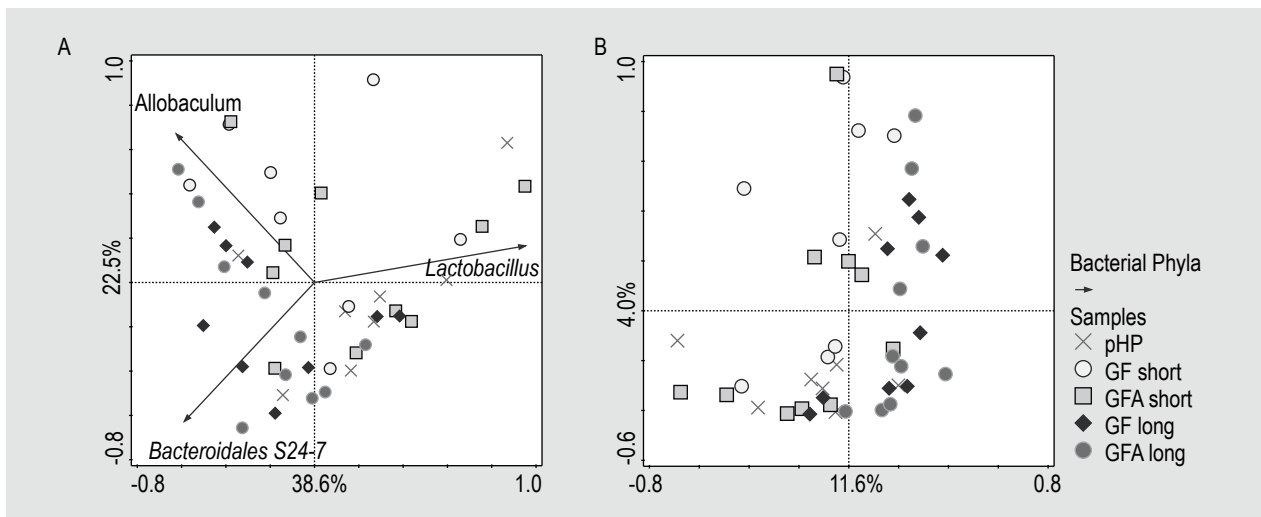 A
B
1.0
1.0
Allobaculum
Lactobacillus
22.5%
4.0%
Bacterial Phyla
Samples
pHP
GF short
GFA short
GF long
GFA long
Bacteroidales S24-7
-0.8
-0.6
-0.8
38.6%
1.0
-0.8
11.6%
0.8